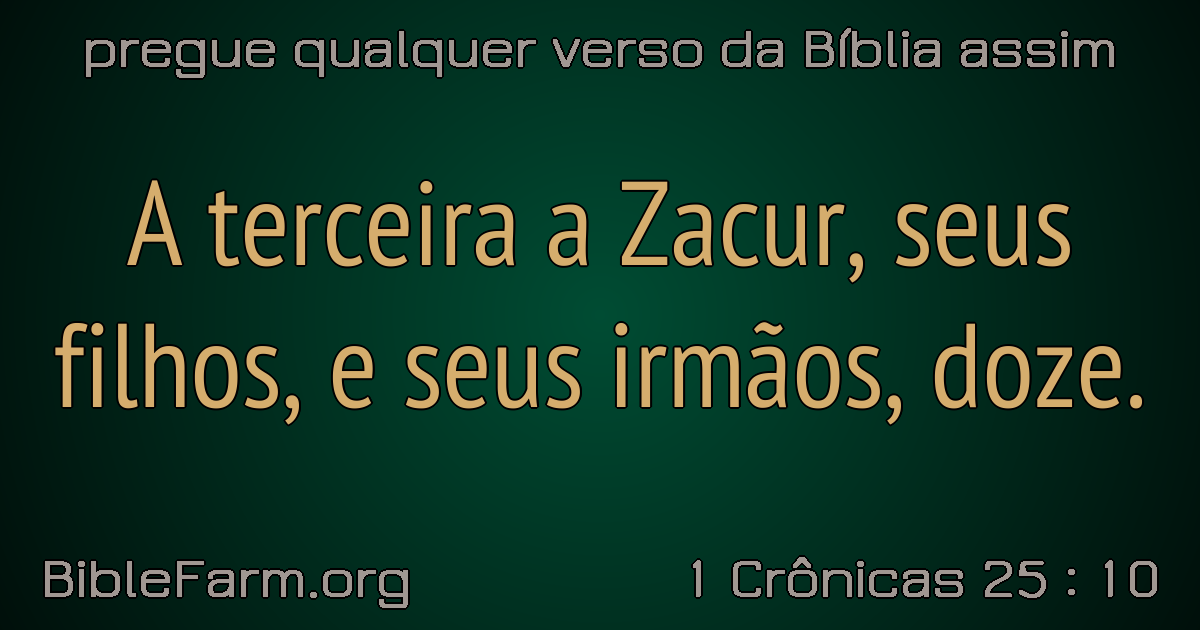 pregue qualquer verso da Bíblia assim
A terceira a Zacur, seus
filhos, e seus irmãos, doze.
BibleFarm.org
1 Crônicas 25 : 10